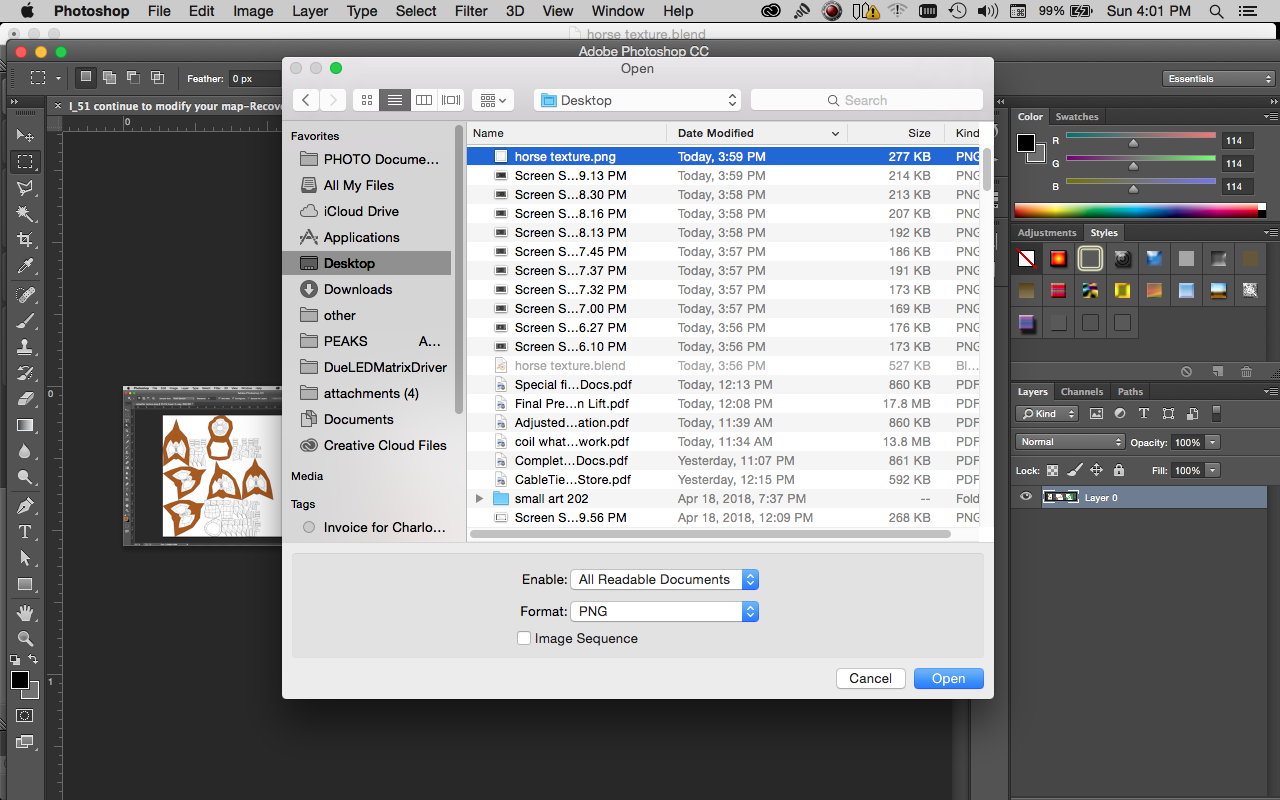 Photoshop File Edit Image Layer Type Select Filter 3D View Window Help 99% Sun 4:01 PM
horse texture.blend
Adobe Photoshop CC
Feather: 0 px Essentials
I_51 continue to modify your map-Recove
Open
Desktop Search
Favorites
PHOTO Docume...
All My Files
iCloud Drive
Applications
Desktop
Downloads
other
PEAKS A...
DueLEDMatrixDriver
attachments (4)
Documents
Creative Cloud Files
Media
Tags
Invoice for Charlo...
Name Date Modified Size Kind
horse texture.png Today, 3:59 PM 277 KB PNG
Screen S...9.13 PM Today, 3:59 PM 214 KB PNG
Screen S...8.30 PM Today, 3:58 PM 213 KB PNG
Screen S...8.16 PM Today, 3:58 PM 207 KB PNG
Screen S...8.13 PM Today, 3:58 PM 192 KB PNG
Screen S...7.45 PM Today, 3:57 PM 186 KB PNG
Screen S...7.37 PM Today, 3:57 PM 191 KB PNG
Screen S...7.32 PM Today, 3:57 PM 173 KB PNG
Screen S...7.00 PM Today, 3:57 PM 169 KB PNG
Screen S...6.27 PM Today, 3:56 PM 176 KB PNG
Screen S...6.10 PM Today, 3:56 PM 173 KB PNG
horse texture.blend Today, 3:56 PM 527 KB Bl...
Special fi...Docs.pdf Today, 12:13 PM 860 KB PDF
Final Pre...n Lift.pdf Today, 12:08 PM 17.8 MB PDF
Adjusted...ation.pdf Today, 11:39 AM 860 KB PDF
coil what...work.pdf Today, 11:34 AM 13.8 MB PDF
Complet...Docs.pdf Yesterday, 11:07 PM 861 KB PDF
CableTie...Store.pdf Yesterday, 12:15 PM 592 KB PDF
small art 202 Apr 18, 2018, 7:37 PM -- Fold
Screen S...9.56 PM Apr 18, 2018, 12:09 PM 268 KB PNG
Enable: All Readable Documents
Format: PNG
Image Sequence
Cancel Open
0
0
1
Color Swatches
R 114
G 114
B 114
Adjustments Styles
Layers Channels Paths
Kind
Normal Opacity: 100%
Lock: Fill: 100%
Layer 0